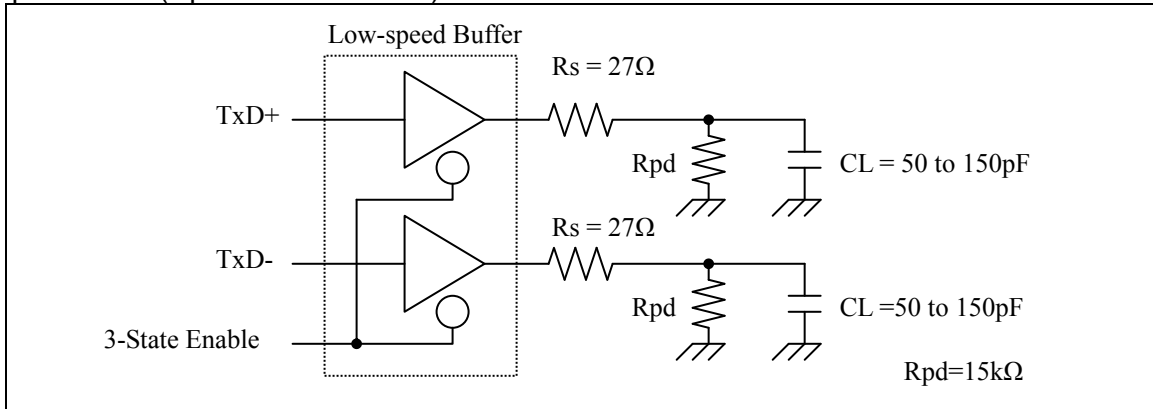 Low-speed Buffer
Rs = 27Ω
TxD+
Rpd
CL = 50 to 150pF
Rs = 27Ω
TxD-
Rpd
CL =50 to 150pF
3-State Enable
Rpd=15kΩ